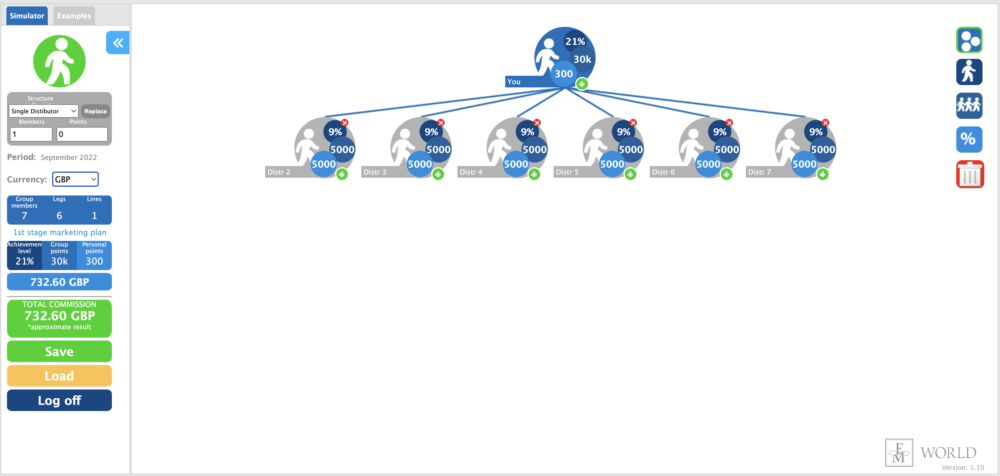 Simulator
Examples
Structure
Single Distibutor
Replace
Members
Points
1
0
Period: September 2022
Currency: GBP
Group members
Legs
Lines
7
6
1
1st stage marketing plan
Achievement level
Group points
Personal points
21%
30k
300
732.60 GBP
TOTAL COMMISSION
732.60 GBP
*approximate result
Save
Load
Log off
21%
30k
300
You
9%
5000
5000
Distr 2
9%
5000
5000
Distr 3
9%
5000
5000
Distr 4
9%
5000
5000
Distr 5
9%
5000
5000
Distr 6
9%
5000
5000
Distr 7
%
FM WORLD
Version: 1.10